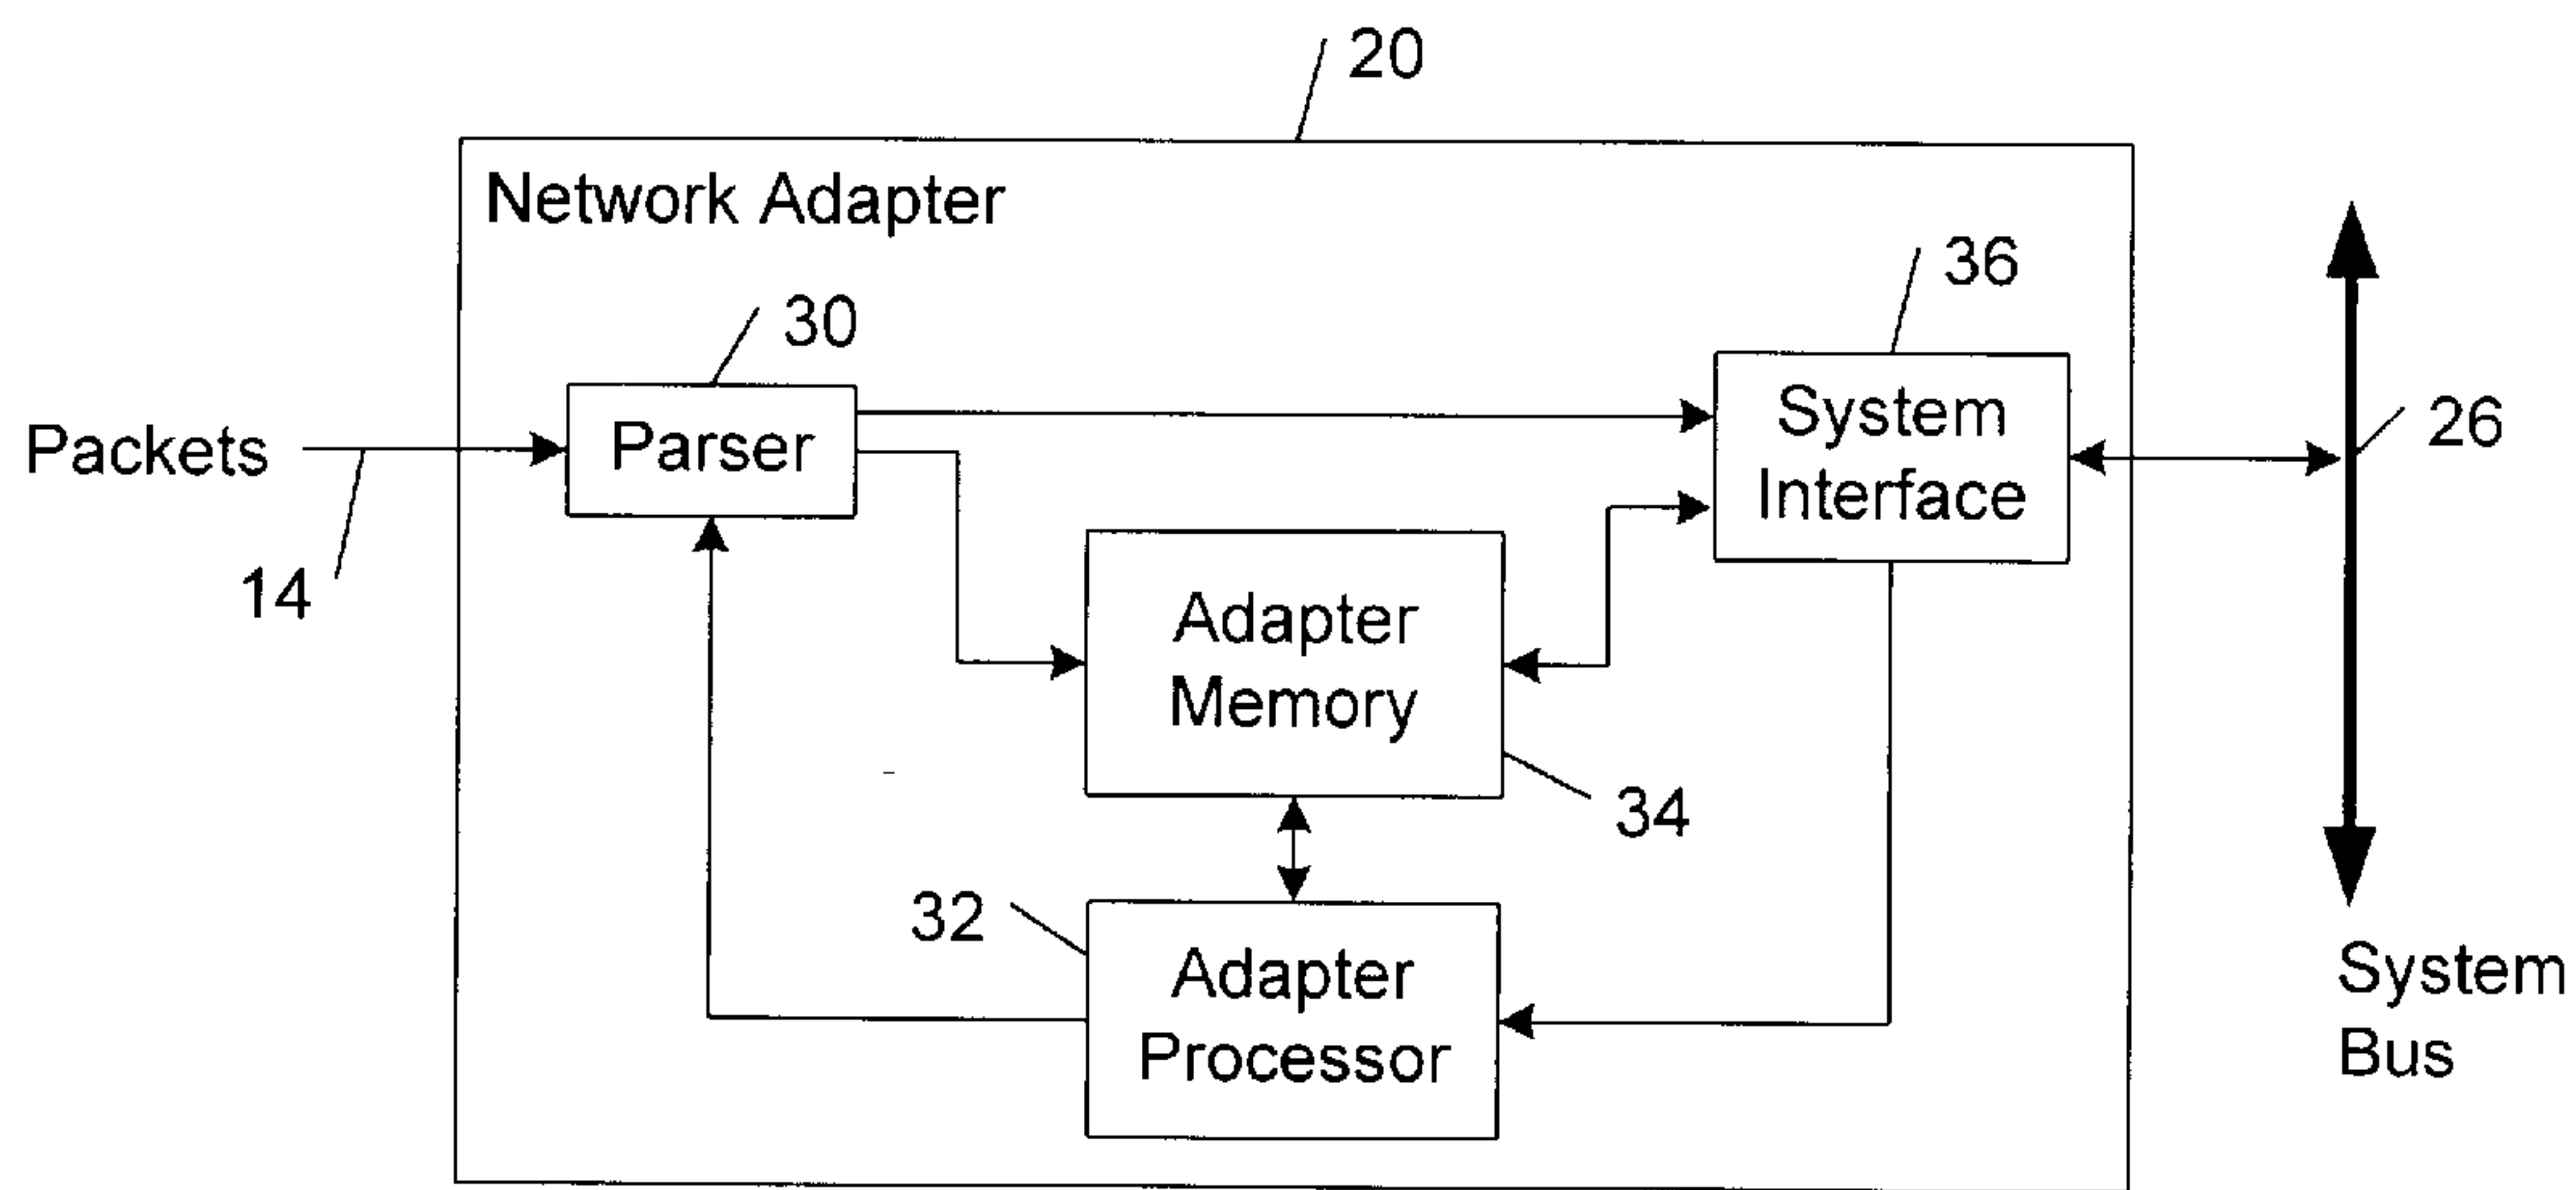 20
Network Adapter
36
30
Packets
Parser
System
Interface
26
14
Adapter
Memory
34
32
Adapter
Processor
System
Bus